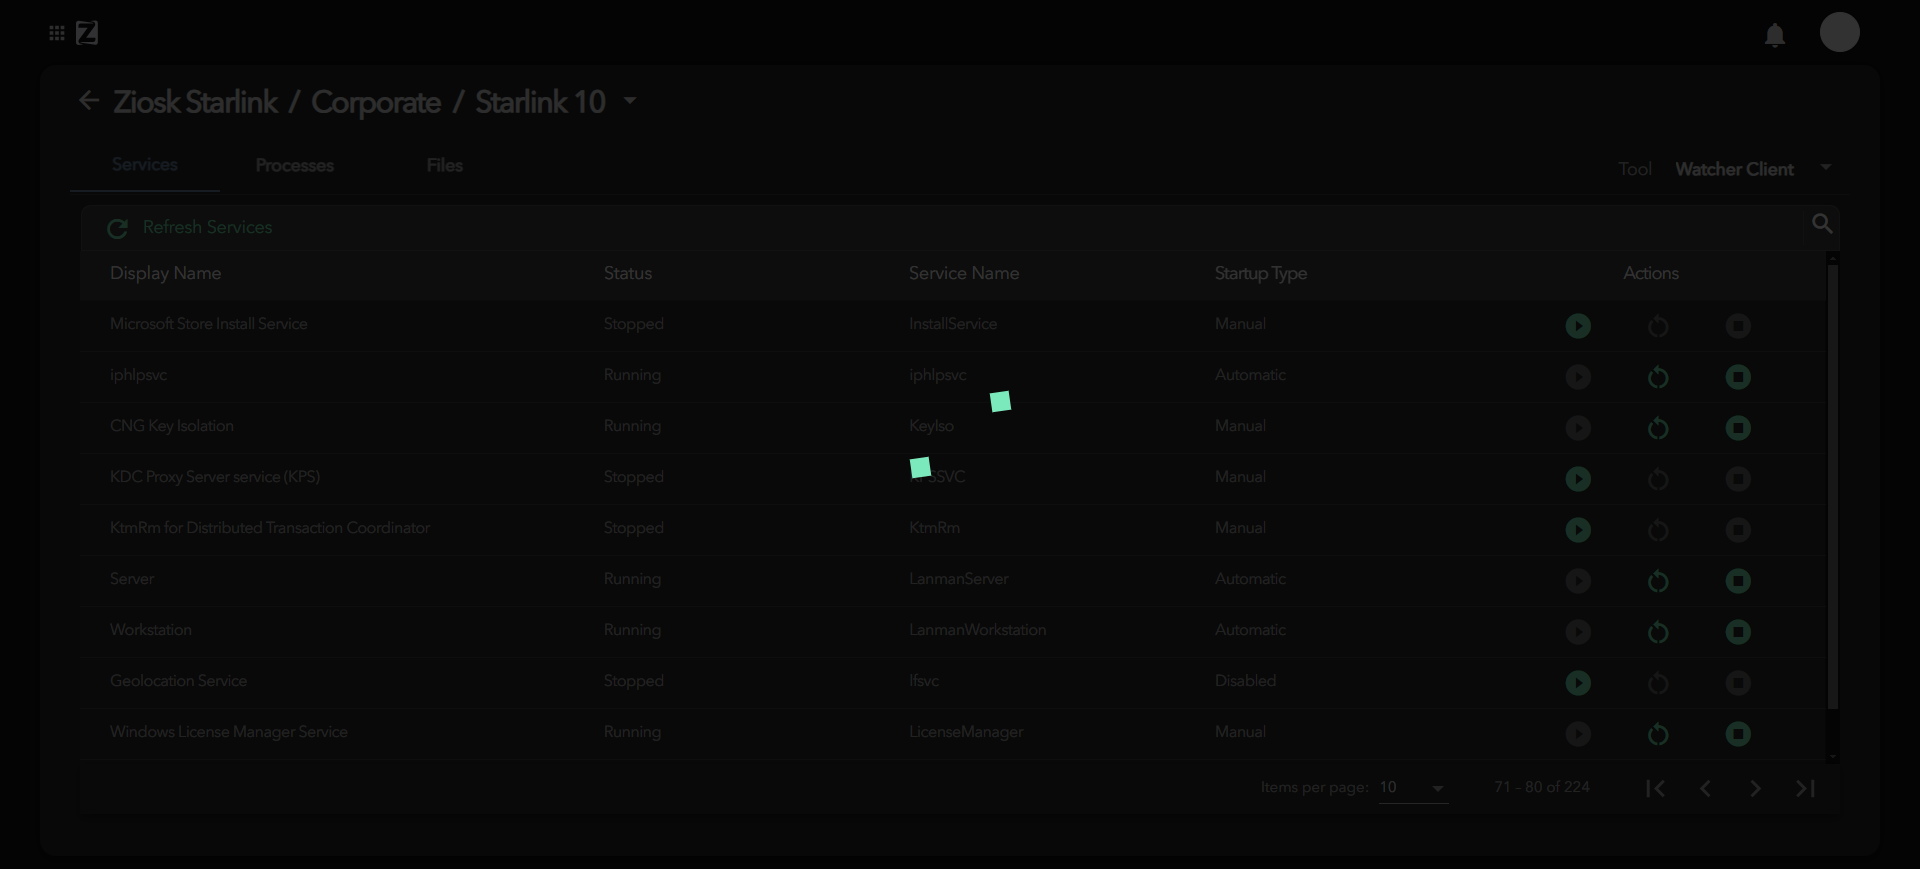 Z
Ziosk Starlink / Corporate / Starlink 10
Services Processes Files Tool Watcher Client
Refresh Services
Display Name Status Service Name Startup Type Actions
Microsoft Store Install Service Stopped InstallService Manual
iphlpsvc Running iphlpsvc Automatic
CNG Key Isolation Running KeyIso Manual
KDC Proxy Server service (KPS) Stopped Manual
KtmRm for Distributed Transaction Coordinator Stopped KtmRm Manual
Server Running LanmanServer Automatic
Workstation Running LanmanWorkstation Automatic
Geolocation Service Stopped lfsvc Disabled
Windows License Manager Service Running LicenseManager Manual
Items per page: 10 71 – 80 of 224